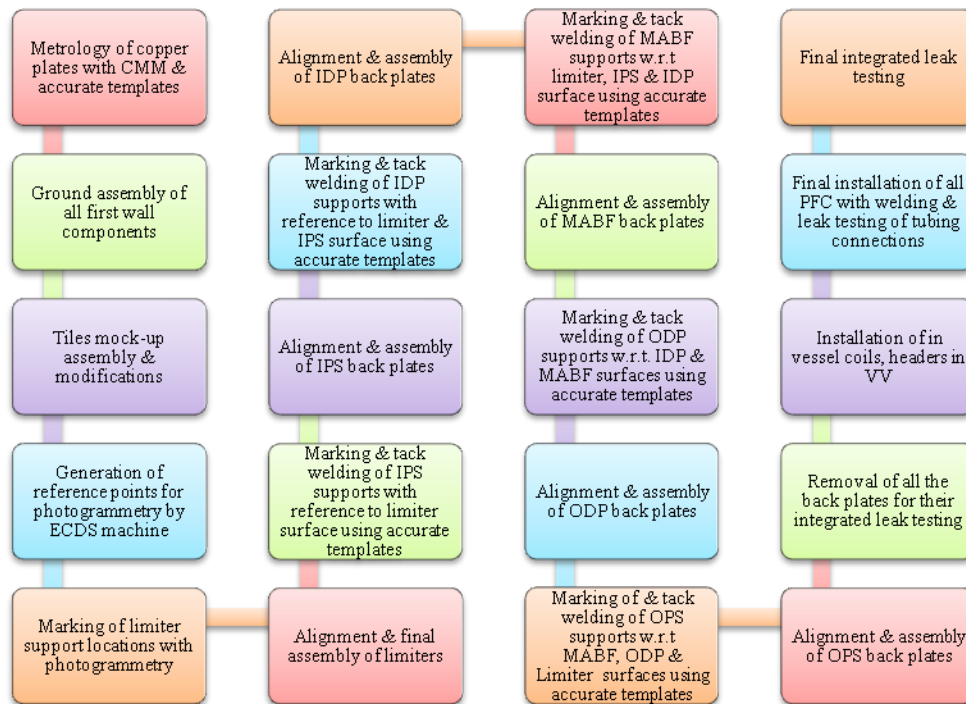 Metrology of copper
plates with CMM &
accurate templates
Ground assembly of
all first wall
components
Tiles mock-up
assembly &
modifications
Generation of
reference points for
photogrammetry by
ECDS machine
Marking of limiter
support locations with
photogrammetry
Alignment & final
assembly of limiters
Marking & tack
welding of IPS
supports with
reference to limiter
surface using accurate
templates
Alignment & assembly
of IPS back plates
Marking & tack
welding of IDP
supports with
reference to limiter &
IPS surface using
accurate templates
Alignment & assembly
of IDP back plates
Marking & tack
welding of MABF
supports w.r.t
limiter, IPS & IDP
surface using accurate
templates
Alignment & assembly
of MABF back plates
Marking & tack
welding of ODP
supports w.r.t. IDP &
MABF surfaces using
accurate templates
Alignment & assembly
of ODP back plates
Marking of & tack
welding of OPS
supports w.r.t
MABF, ODP &
Limiter surfaces using
accurate templates
Alignment & assembly
of OPS back plates
Removal of all the
back plates for their
integrated leak testing
Installation of in
vessel coils, headers in
VV
Final installation of all
PFC with welding &
leak testing of tubing
connections
Final integrated leak
testing